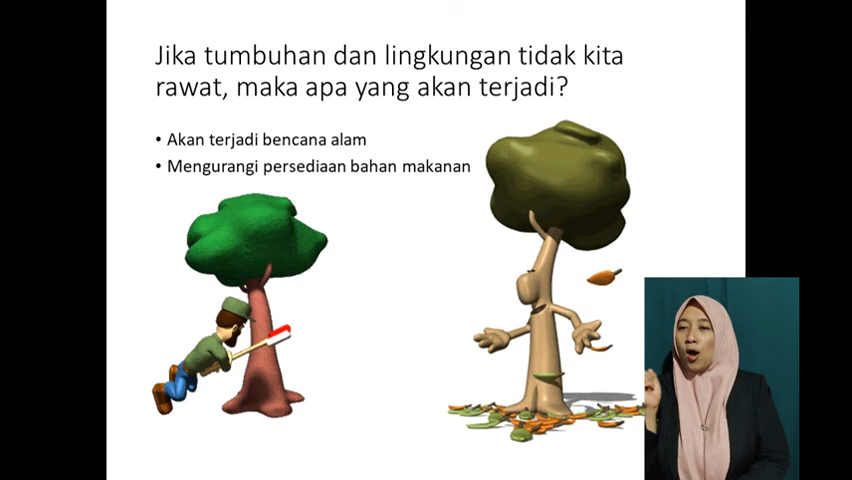 Jika tumbuhan dan lingkungan tidak kita
rawat, maka apa yang akan terjadi?
• Akan terjadi bencana alam
• Mengurangi persediaan bahan makanan